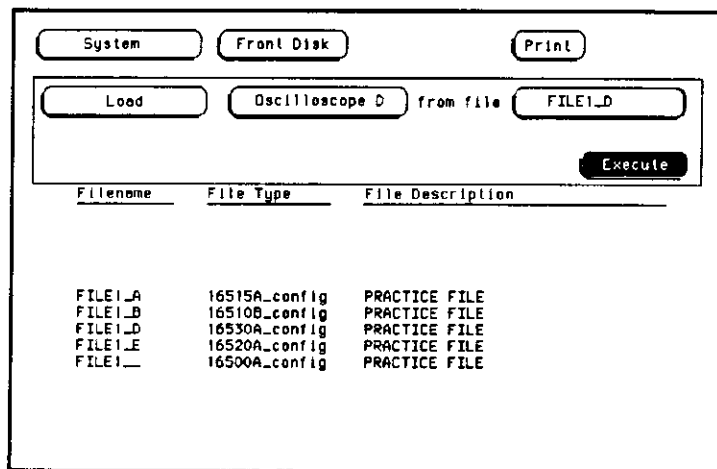 System Front Disk Print
Load Oscilloscope D from file FILE1_D
Execute
Filename File Type File Description
FILE1_A 16515A_config PRACTICE FILE
FILE1_B 16510B_config PRACTICE FILE
FILE1_D 16530A_config PRACTICE FILE
FILE1_E 16520A_config PRACTICE FILE
FILE1__ 16500A_config PRACTICE FILE